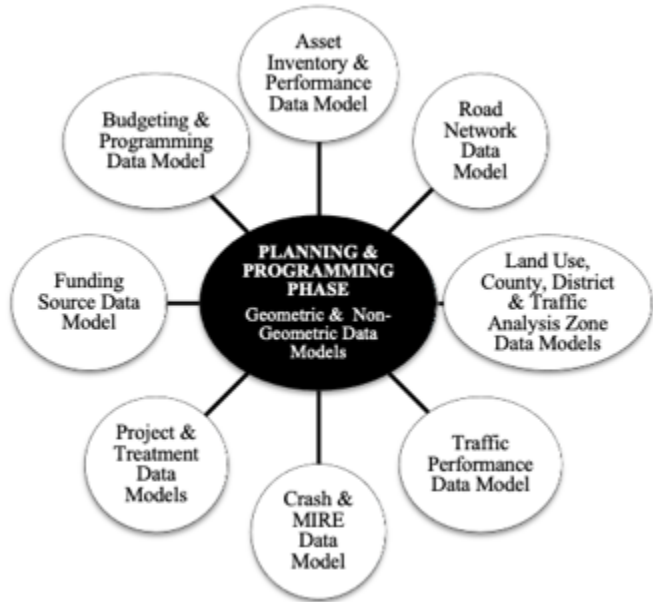 Asset
Inventory &
Performance
Data Model
Road
Network
Data
Model
Land Use,
County, District
& Traffic
Analysis Zone
Data Models
Traffic
Performance
Data Model
Crash &
MIRE
Data
Model
Project &
Treatment
Data
Models
Funding
Source Data
Model
Budgeting &
Programming
Data Model
PLANNING &
PROGRAMMING
PHASE
Geometric & Non-
Geometric Data
Models